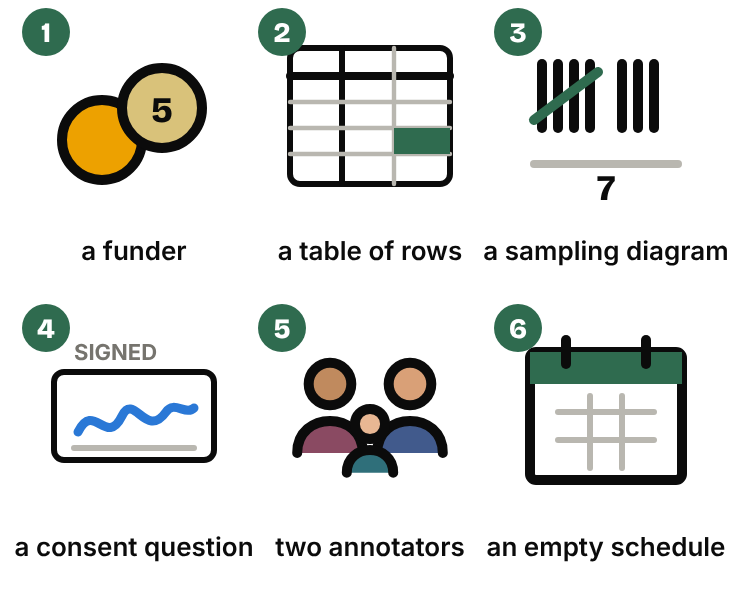 1
2
3
5
7
a funder
a table of rows
a sampling diagram
4
5
6
SIGNED
a consent question
two annotators
an empty schedule